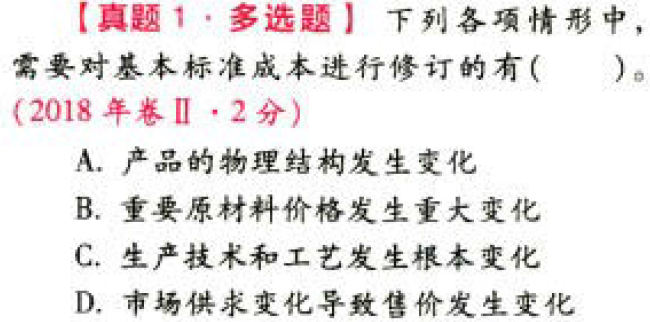 【真题1·多选题】 下列各项情形中，
需要对基本标准成本进行修订的有(  )。
(2018年卷Ⅱ·2分)
A. 产品的物理结构发生变化
B. 重要原材料价格发生重大变化
C. 生产技术和工艺发生根本变化
D. 市场供求变化导致售价发生变化